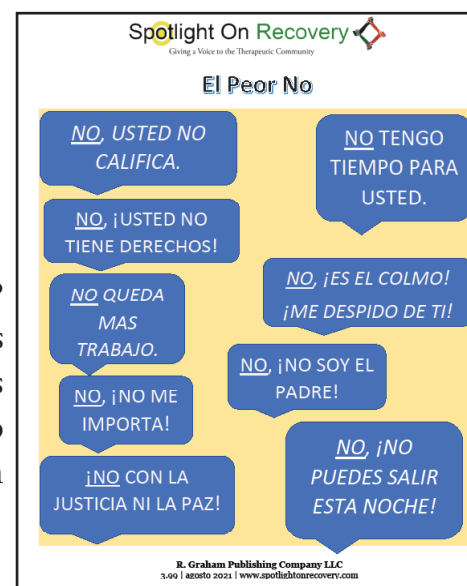 Spotlight On Recovery
Giving a Voice to the Therapeutic Community
El Peor No
NO, USTED NO
CALIFICA.
NO TENGO
TIEMPO PARA
USTED.
NO, ¡USTED NO
TIENE DERECHOS!
NO, ¡ES EL COLMO!
¡ME DESPIDO DE TI!
NO QUEDA
MAS
TRABAJO.
NO, ¡NO SOY EL
PADRE!
NO, ¡NO ME
IMPORTA!
NO, ¡NO
PUEDES SALIR
ESTA NOCHE!
¡NO CON LA
JUSTICIA NI LA PAZ!
R. Graham Publishing Company LLC
3.99 | agosto 2021 | www.spotlightonrecovery.com